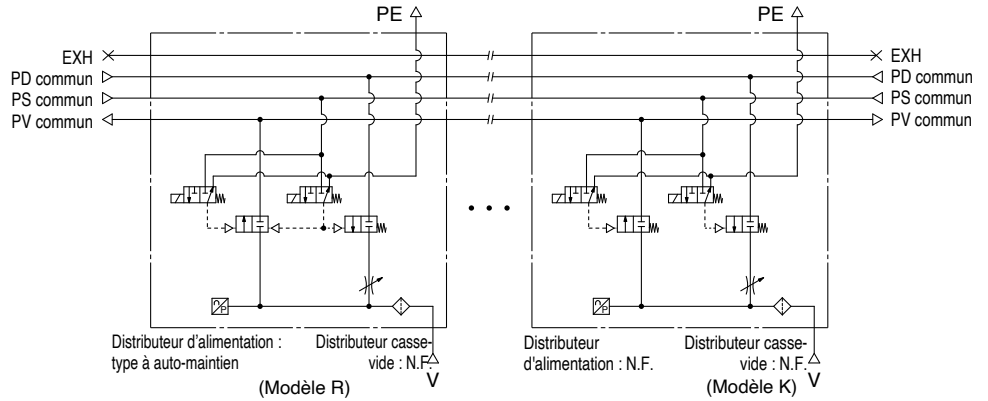 PE
PE
EXH
EXH
PD commun
PD commun
PS commun
PS commun
PV commun
PV commun
P
P
Distributeur d'alimentation :
type à auto-maintien
Distributeur casse-
vide : N.F.
V
(Modèle R)
Distributeur
d'alimentation : N.F.
Distributeur casse-
vide : N.F.
V
(Modèle K)